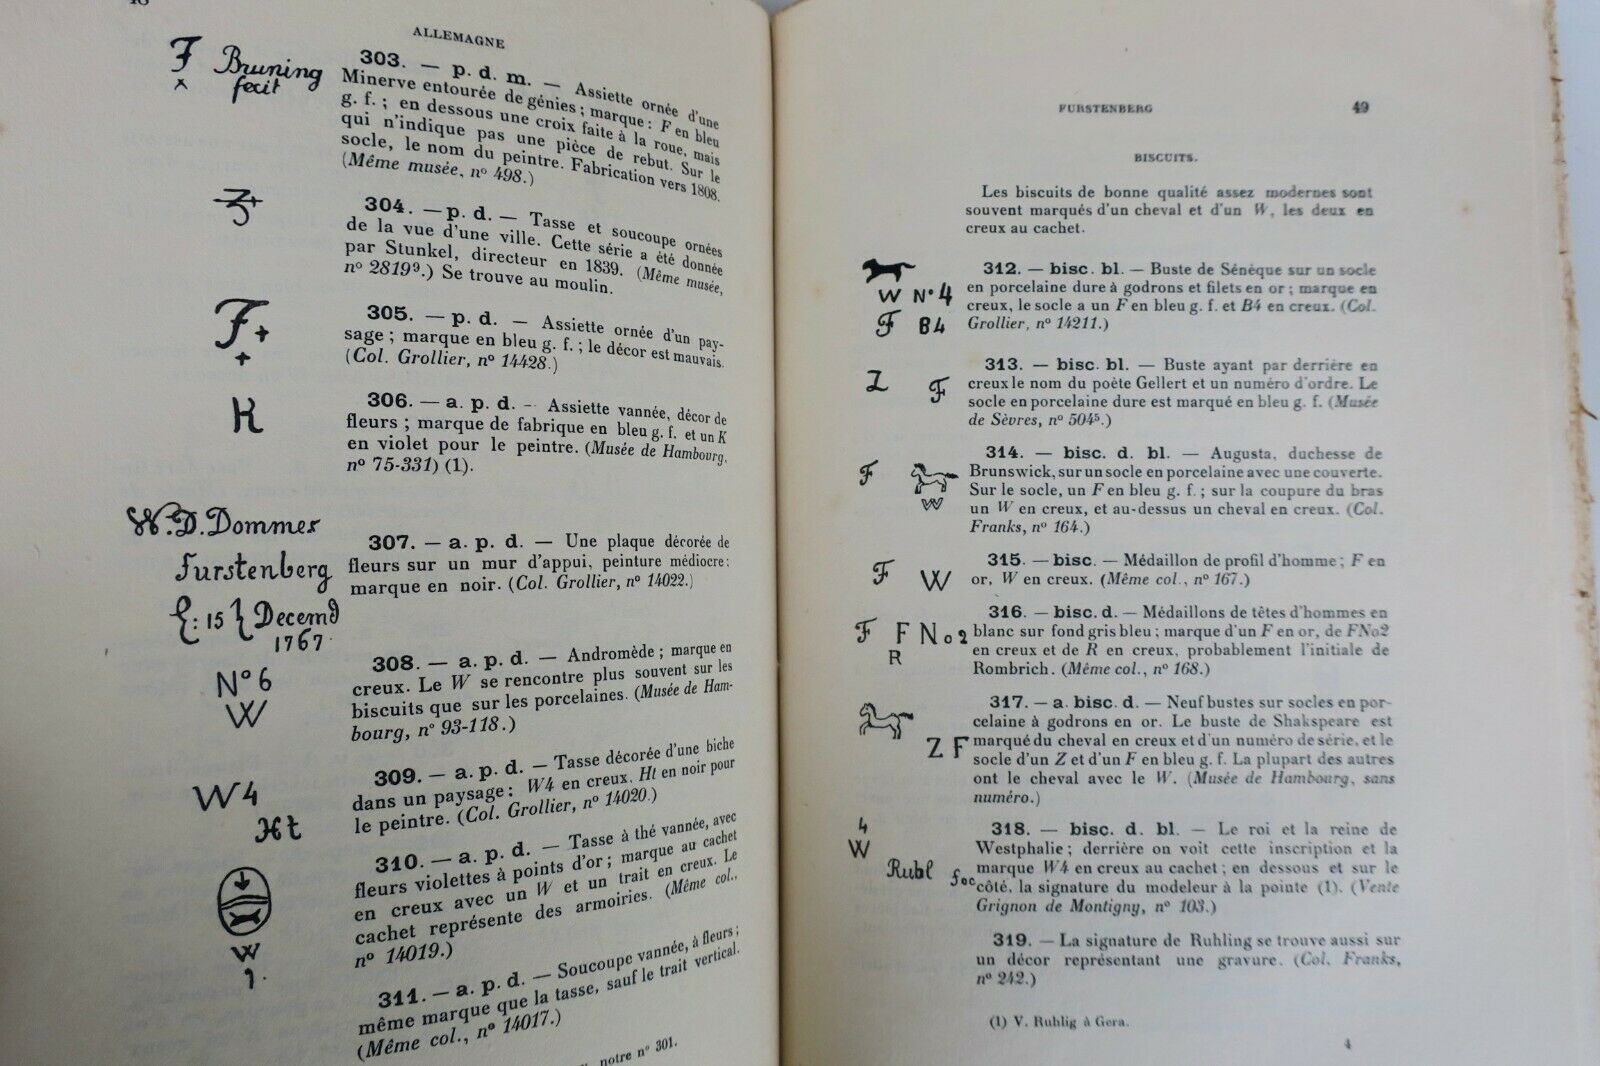 ALLEMAGNE
F Bruning
x fecit
303. — p. d. m. — Assiette ornée d'une
Minerve entourée de génies ; marque : F en bleu
g. f. ; en dessous une croix faite à la roue, mais
qui n'indique pas une pièce de rebut. Sur le
socle, le nom du peintre. Fabrication vers 1808.
(Même musée, nº 498.)
304. — p. d. — Tasse et soucoupe ornées
de la vue d'une ville. Cette série a été donnée
par Stunkel, directeur en 1839. (Même musée,
nº 2819⁹.) Se trouve au moulin.
F
305. — p. d. — Assiette ornée d'un pay-
sage ; marque en bleu g. f. ; le décor est mauvais.
(Col. Grollier, nº 14428.)
K
306. — a. p. d. — Assiette vannée, décor de
fleurs ; marque de fabrique en bleu g. f. et un K
en violet pour le peintre. (Musée de Hambourg,
nº 75-331) (1).
W. D. Dommes
Furstenberg
15 Decemd
1767
307. — a. p. d. — Une plaque décorée de
fleurs sur un mur d'appui, peinture médiocre ;
marque en noir. (Col. Grollier, nº 14022.)
Nº 6
W
308. — a. p. d. — Andromède ; marque en
creux. Le W se rencontre plus souvent sur les
biscuits que sur les porcelaines. (Musée de Ham-
bourg, nº 93-118.)
W4
Ht
309. — a. p. d. — Tasse décorée d'une biche
dans un paysage : W4 en creux, Ht en noir pour
le peintre. (Col. Grollier, nº 14020.)
W
310. — a. p. d. — Tasse à thé vannée, avec
fleurs violettes à points d'or ; marque au cachet
en creux avec un W et un trait en creux. Le
cachet représente des armoiries. (Même col.,
nº 14019.)
311. — a. p. d. — Soucoupe vannée, à fleurs ;
même marque que la tasse, sauf le trait vertical.
(Même col., nº 14017.)
notre nº 301.
FURSTENBERG 49
BISCUITS.
Les biscuits de bonne qualité assez modernes sont
souvent marqués d'un cheval et d'un W, les deux en
creux au cachet.
W Nº 4
F B4
312. — bisc. bl. — Buste de Sénèque sur un socle
en porcelaine dure à godrons et filets en or ; marque en
creux, le socle a un F en bleu g. f. et B4 en creux. (Col.
Grollier, nº 14211.)
Z F
313. — bisc. bl. — Buste ayant par derrière en
creux le nom du poète Gellert et un numéro d'ordre. Le
socle en porcelaine dure est marqué en bleu g. f. (Musée
de Sèvres, nº 504⁵.)
F
W
314. — bisc. d. bl. — Augusta, duchesse de
Brunswick, sur un socle en porcelaine avec une couverte.
Sur le socle, un F en bleu g. f. ; sur la coupure du bras
un W en creux, et au-dessus un cheval en creux. (Col.
Franks, nº 164.)
F W
315. — bisc. — Médaillon de profil d'homme ; F en
or, W en creux. (Même col., nº 167.)
F F No2
R
316. — bisc. d. — Médaillons de têtes d'hommes en
blanc sur fond gris bleu ; marque d'un F en or, de FNo2
en creux et de R en creux, probablement l'initiale de
Rombrich. (Même col., nº 168.)
Z F
317. — a. bisc. d. — Neuf bustes sur socles en por-
celaine à godrons en or. Le buste de Shakspeare est
marqué du cheval en creux et d'un numéro de série, et le
socle d'un Z et d'un F en bleu g. f. La plupart des autres
ont le cheval avec le W. (Musée de Hambourg, sans
numéro.)
4
W
Rubl
318. — bisc. d. bl. — Le roi et la reine de
Westphalie ; derrière on voit cette inscription et la
marque W4 en creux au cachet ; en dessous et sur le
côté, la signature du modeleur à la pointe (1). (Vente
Grignon de Montigny, nº 103.)
319. — La signature de Ruhling se trouve aussi sur
un décor représentant une gravure. (Col. Franks,
nº 242.)
(1) V. Ruhlig à Gera.
4